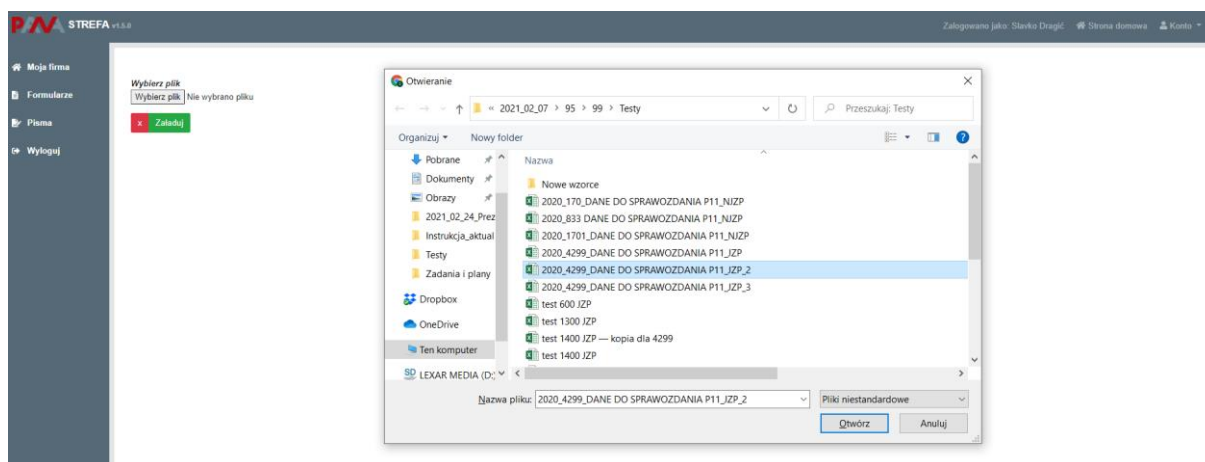 PANA STREFA v1.5.0
Zalogowano jako: Slavko Dragić Strona domowa Konto
Moja firma
Formularze
Pisma
Wyloguj
Wybierz plik
Wybierz plik Nie wybrano pliku
x Załaduj
Otwieranie
« 2021_02_07 > 95 > 99 > Testy
Przeszukaj: Testy
Organizuj Nowy folder
Pobrane
Dokumenty
Obrazy
2021_02_24_Prez
Instrukcja_aktual
Testy
Zadania i plany
Dropbox
OneDrive
Ten komputer
LEXAR MEDIA (D:)
Nazwa
Nowe wzorce
2020_170_DANE DO SPRAWOZDANIA P11_NJZP
2020_833 DANE DO SPRAWOZDANIA P11_NJZP
2020_1701_DANE DO SPRAWOZDANIA P11_NJZP
2020_4299_DANE DO SPRAWOZDANIA P11_JZP
2020_4299_DANE DO SPRAWOZDANIA P11_JZP_2
2020_4299_DANE DO SPRAWOZDANIA P11_JZP_3
test 600 JZP
test 1300 JZP
test 1400 JZP — kopia dla 4299
test 1400 JZP
Nazwa pliku: 2020_4299_DANE DO SPRAWOZDANIA P11_JZP_2
Pliki niestandardowe
Otwórz Anuluj